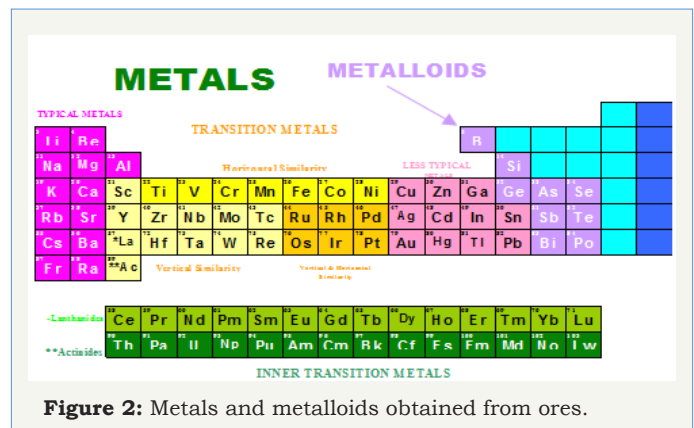 METALS METALLOIDS
TYPICAL METALS
TRANSITION METALS
Li Be B
Na Mg Al Horizontal Similarity LESS TYPICAL METALS Si
K Ca Sc Ti V Cr Mn Fe Co Ni Cu Zn Ga Ge As Se
Rb Sr Y Zr Nb Mo Tc Ru Rh Pd Ag Cd In Sn Sb Te
Cs Ba *La Hf Ta W Re Os Ir Pt Au Hg Tl Pb Bi Po
Fr Ra **Ac Vertical Similarity Vertical & Horizontal Similarity
-Lanthanides Ce Pr Nd Pm Sm Eu Gd Tb Dy Ho Er Tm Yb Lu
**Actinides Th Pa U Np Pu Am Cm Bk Cf Es Fm Md No Lw
INNER TRANSITION METALS
Figure 2: Metals and metalloids obtained from ores.